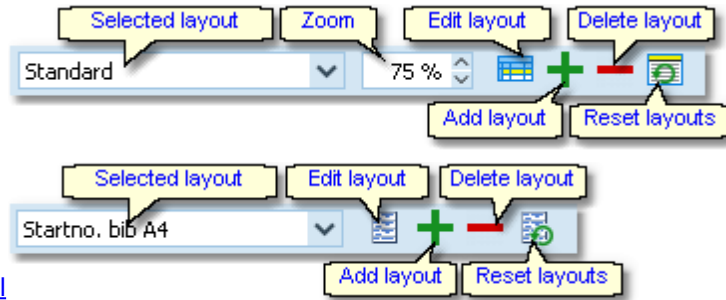 Selected layout Zoom Edit layout Delete layout
Standard 75 %
Add layout Reset layouts
Selected layout Edit layout Delete layout
Startno. bib A4
Add layout Reset layouts
l